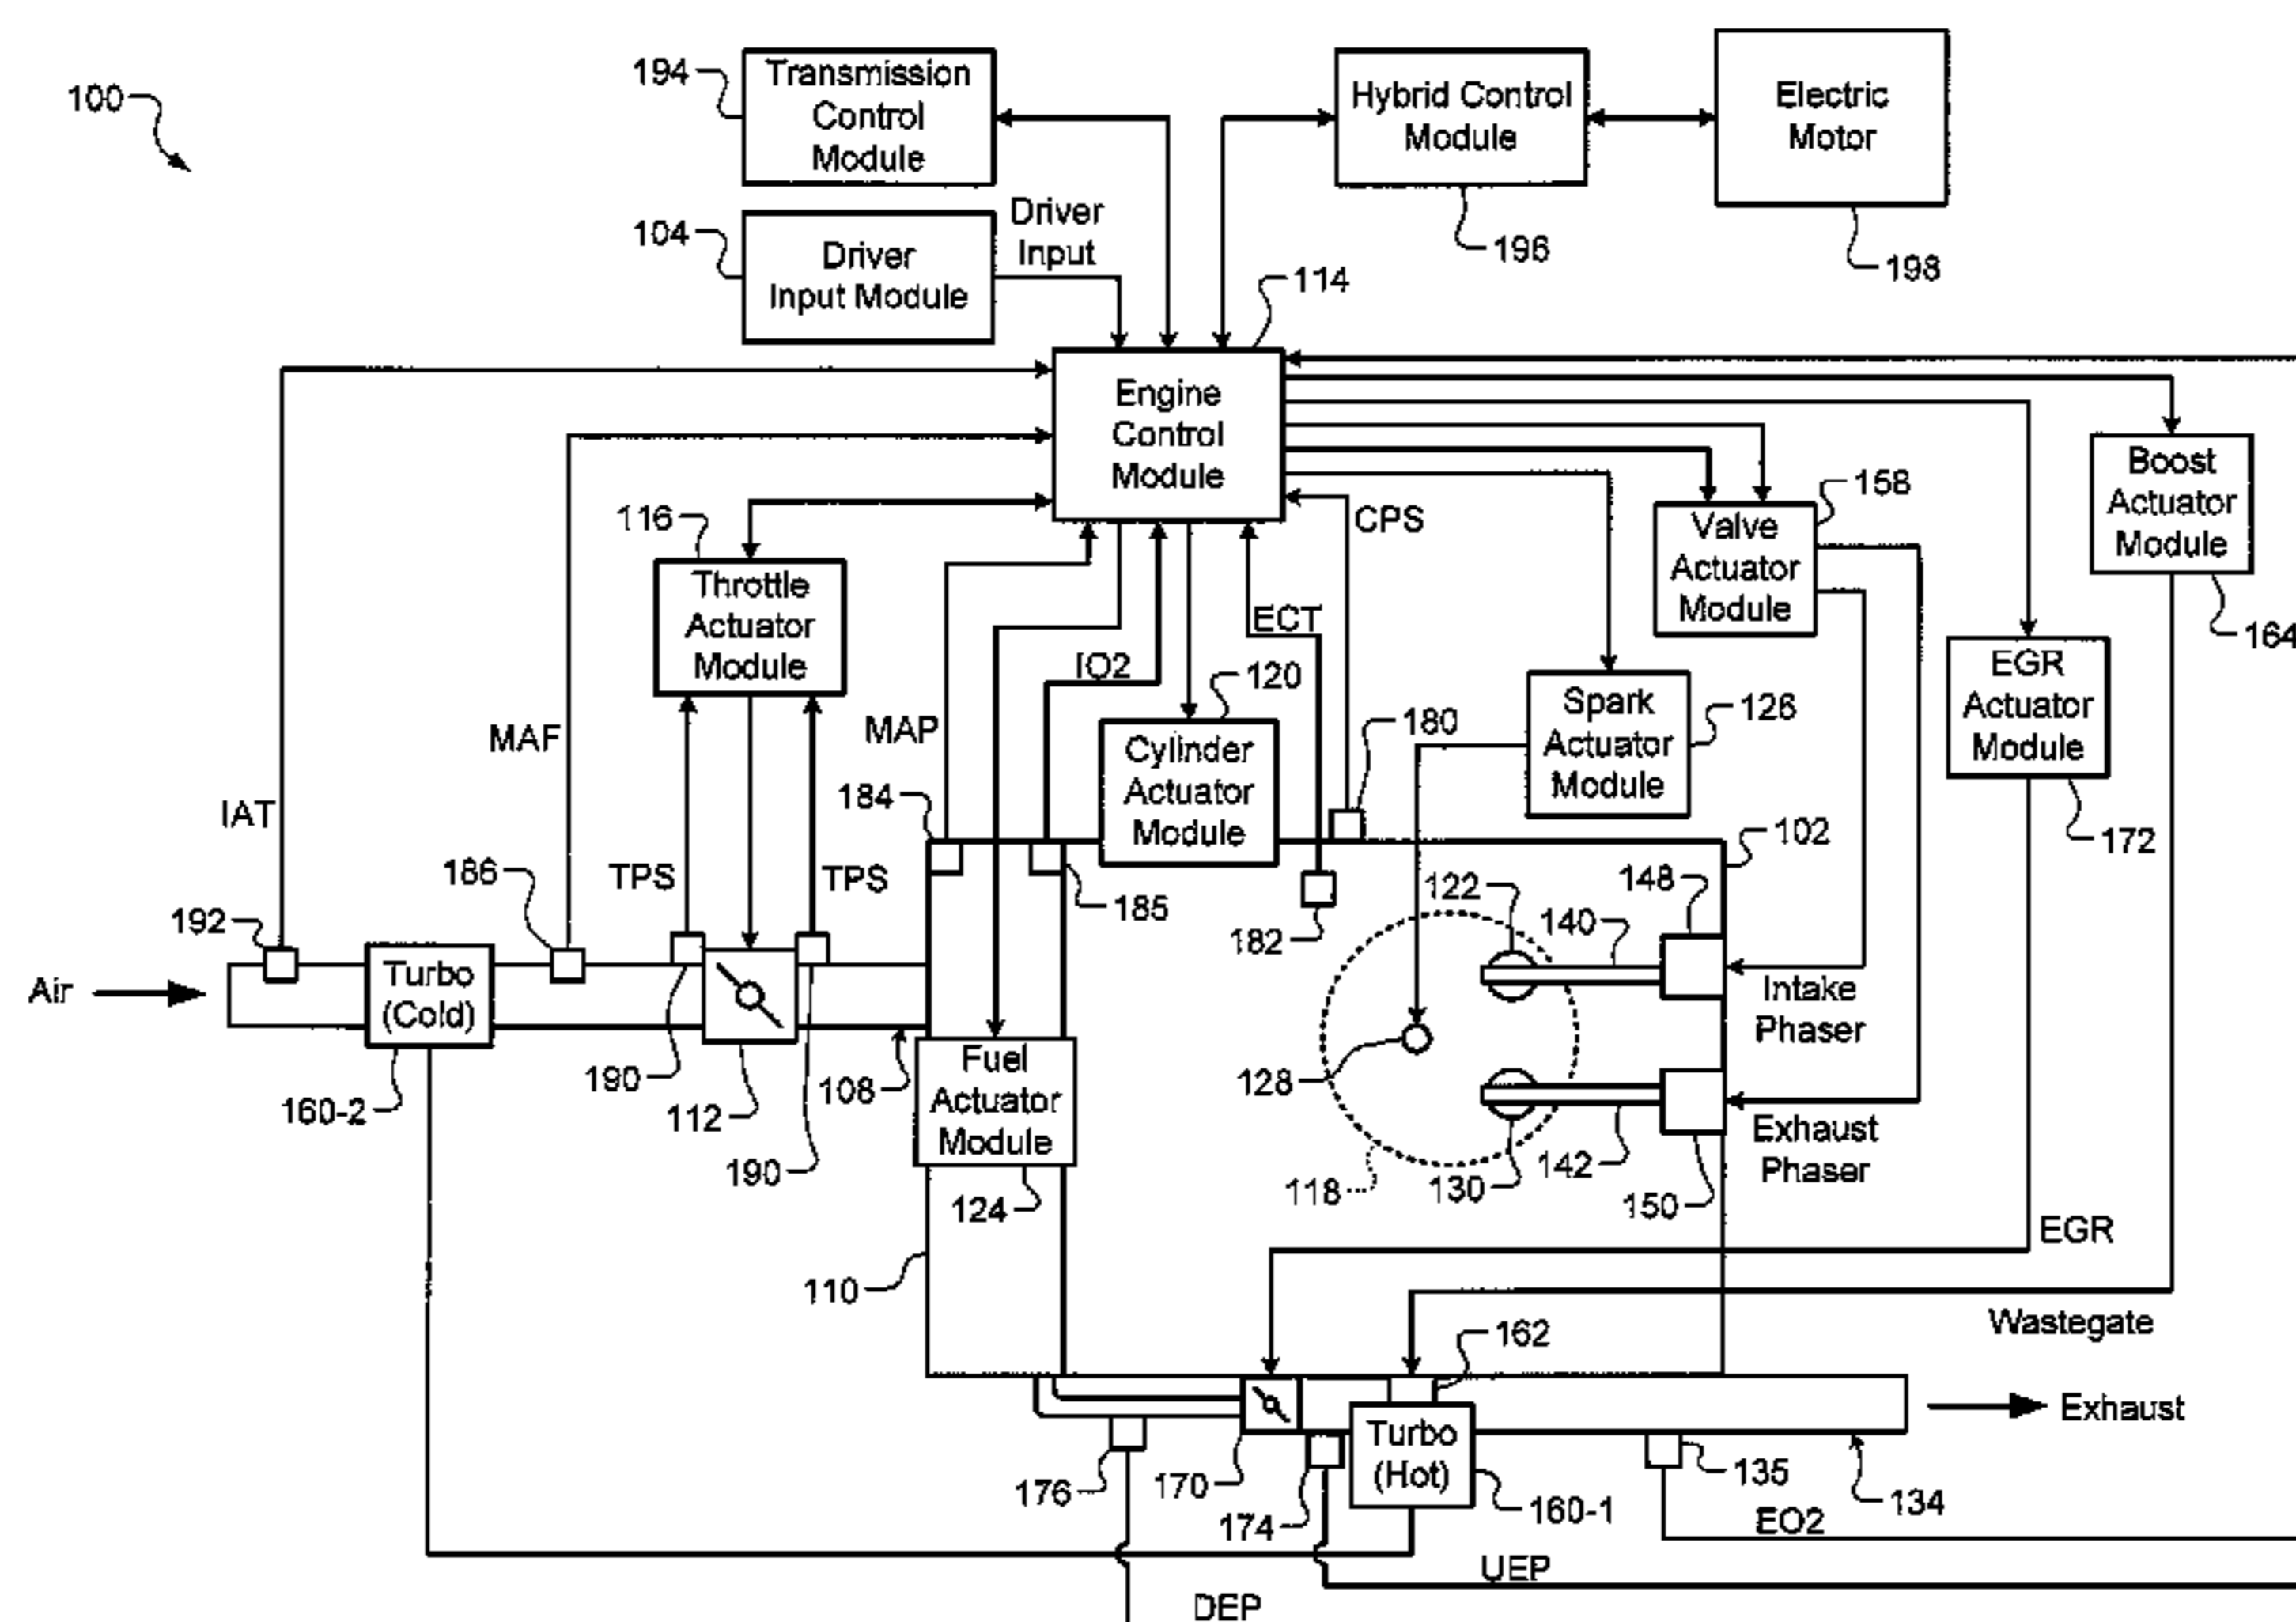 100
194
Transmission
Control
Module
Hybrid Control
Module
196
Electric
Motor
198
104
Driver
Input Module
Driver
Input
114
Engine
Control
Module
116
Throttle
Actuator
Module
CPS
158
Valve
Actuator
Module
Boost
Actuator
Module
164
EGR
Actuator
Module
172
IO2
ECT
120
Cylinder
Actuator
Module
180
Spark
Actuator
Module
126
MAF
MAP
IAT
184
TPS
TPS
186
192
185
182
102
122
140
148
Air
Turbo
(Cold)
160-2
190
112
190
108
Fuel
Actuator
Module
124
110
128
118
130
142
150
Intake
Phaser
Exhaust
Phaser
EGR
Wastegate
162
Exhaust
176
170
174
Turbo
(Hot)
160-1
135
134
EO2
UEP
DEP